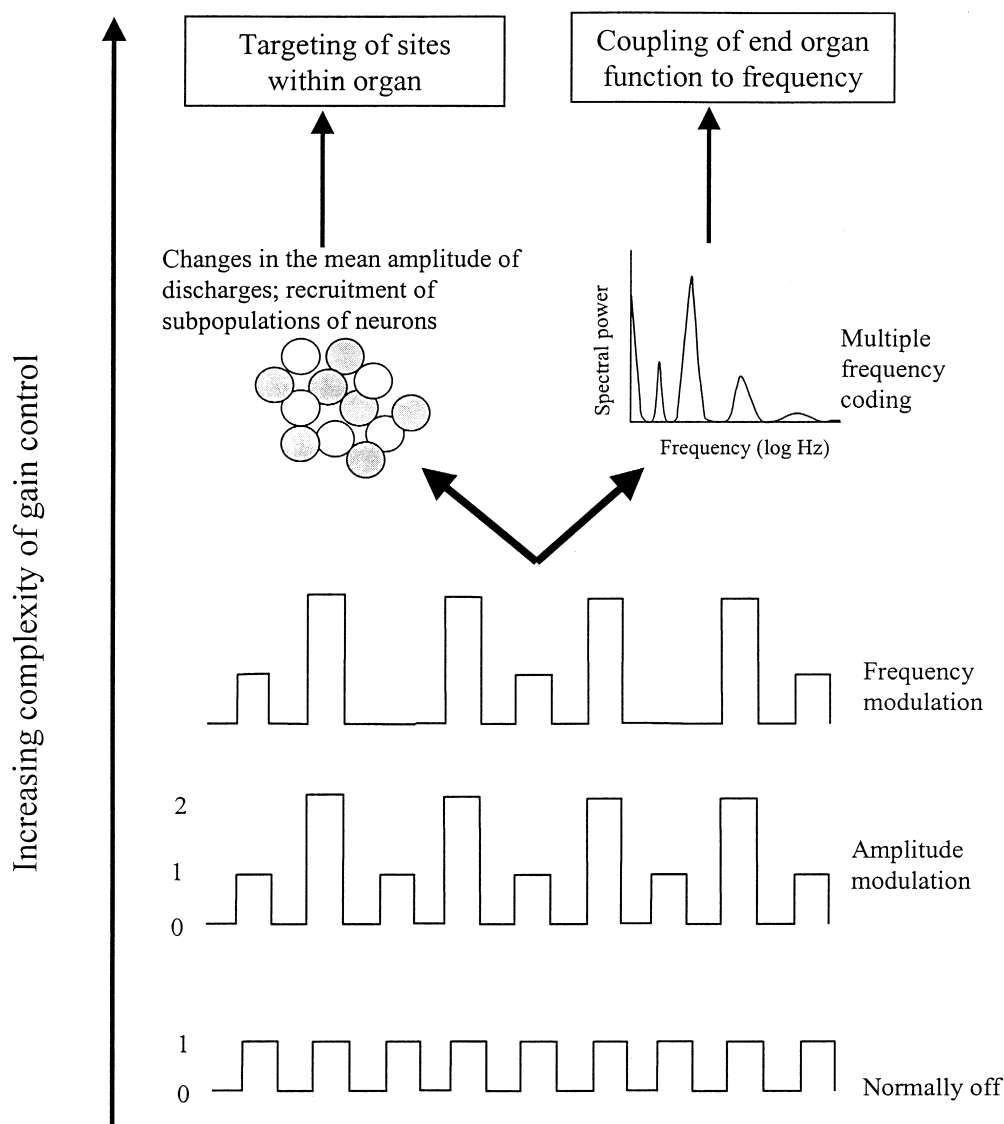 Targeting of sites
within organ
Coupling of end organ
function to frequency
Changes in the mean amplitude of
discharges; recruitment of
subpopulations of neurons
Spectral power
Multiple
frequency
coding
Frequency (log Hz)
Increasing complexity of gain control
Frequency
modulation
2
1
0
Amplitude
modulation
1
0
Normally off